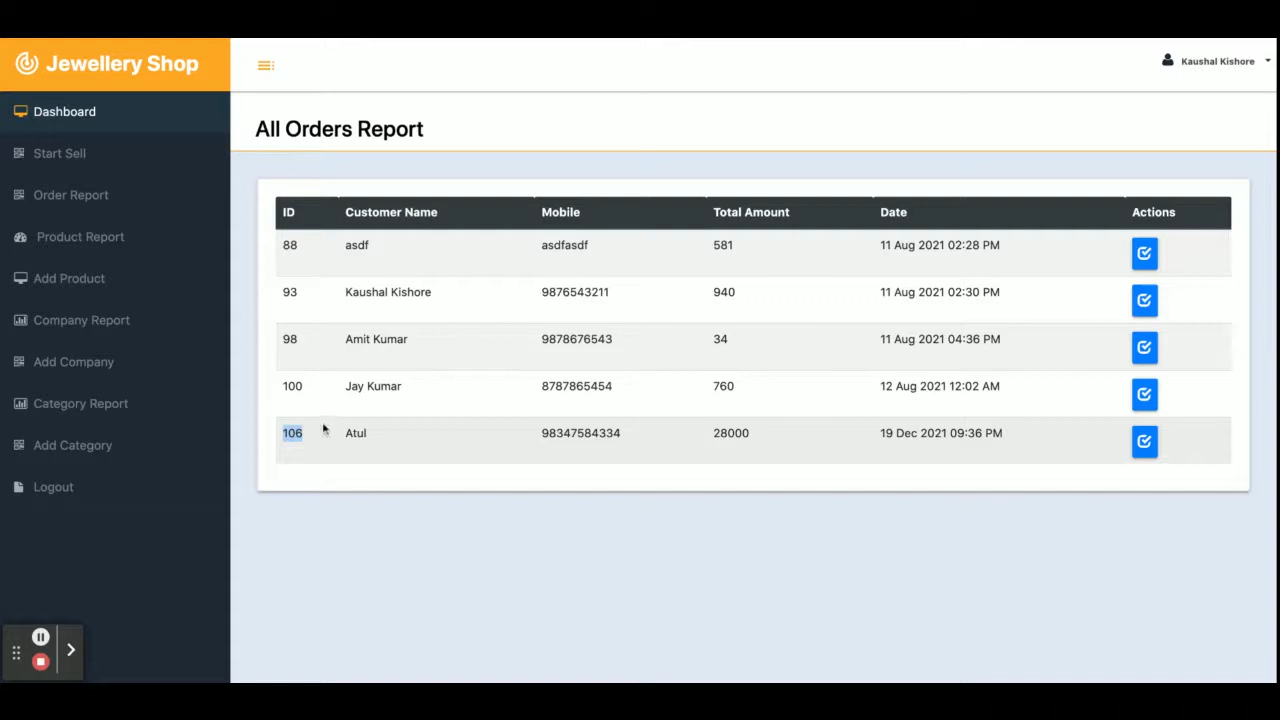 Jewellery Shop
Kaushal Kishore
Dashboard
Start Sell
Order Report
Product Report
Add Product
Company Report
Add Company
Category Report
Add Category
Logout
All Orders Report
ID Customer Name Mobile Total Amount Date Actions
88 asdf asdfasdf 581 11 Aug 2021 02:28 PM
93 Kaushal Kishore 9876543211 940 11 Aug 2021 02:30 PM
98 Amit Kumar 9878676543 34 11 Aug 2021 04:36 PM
100 Jay Kumar 8787865454 760 12 Aug 2021 12:02 AM
106 Atul 98347584334 28000 19 Dec 2021 09:36 PM